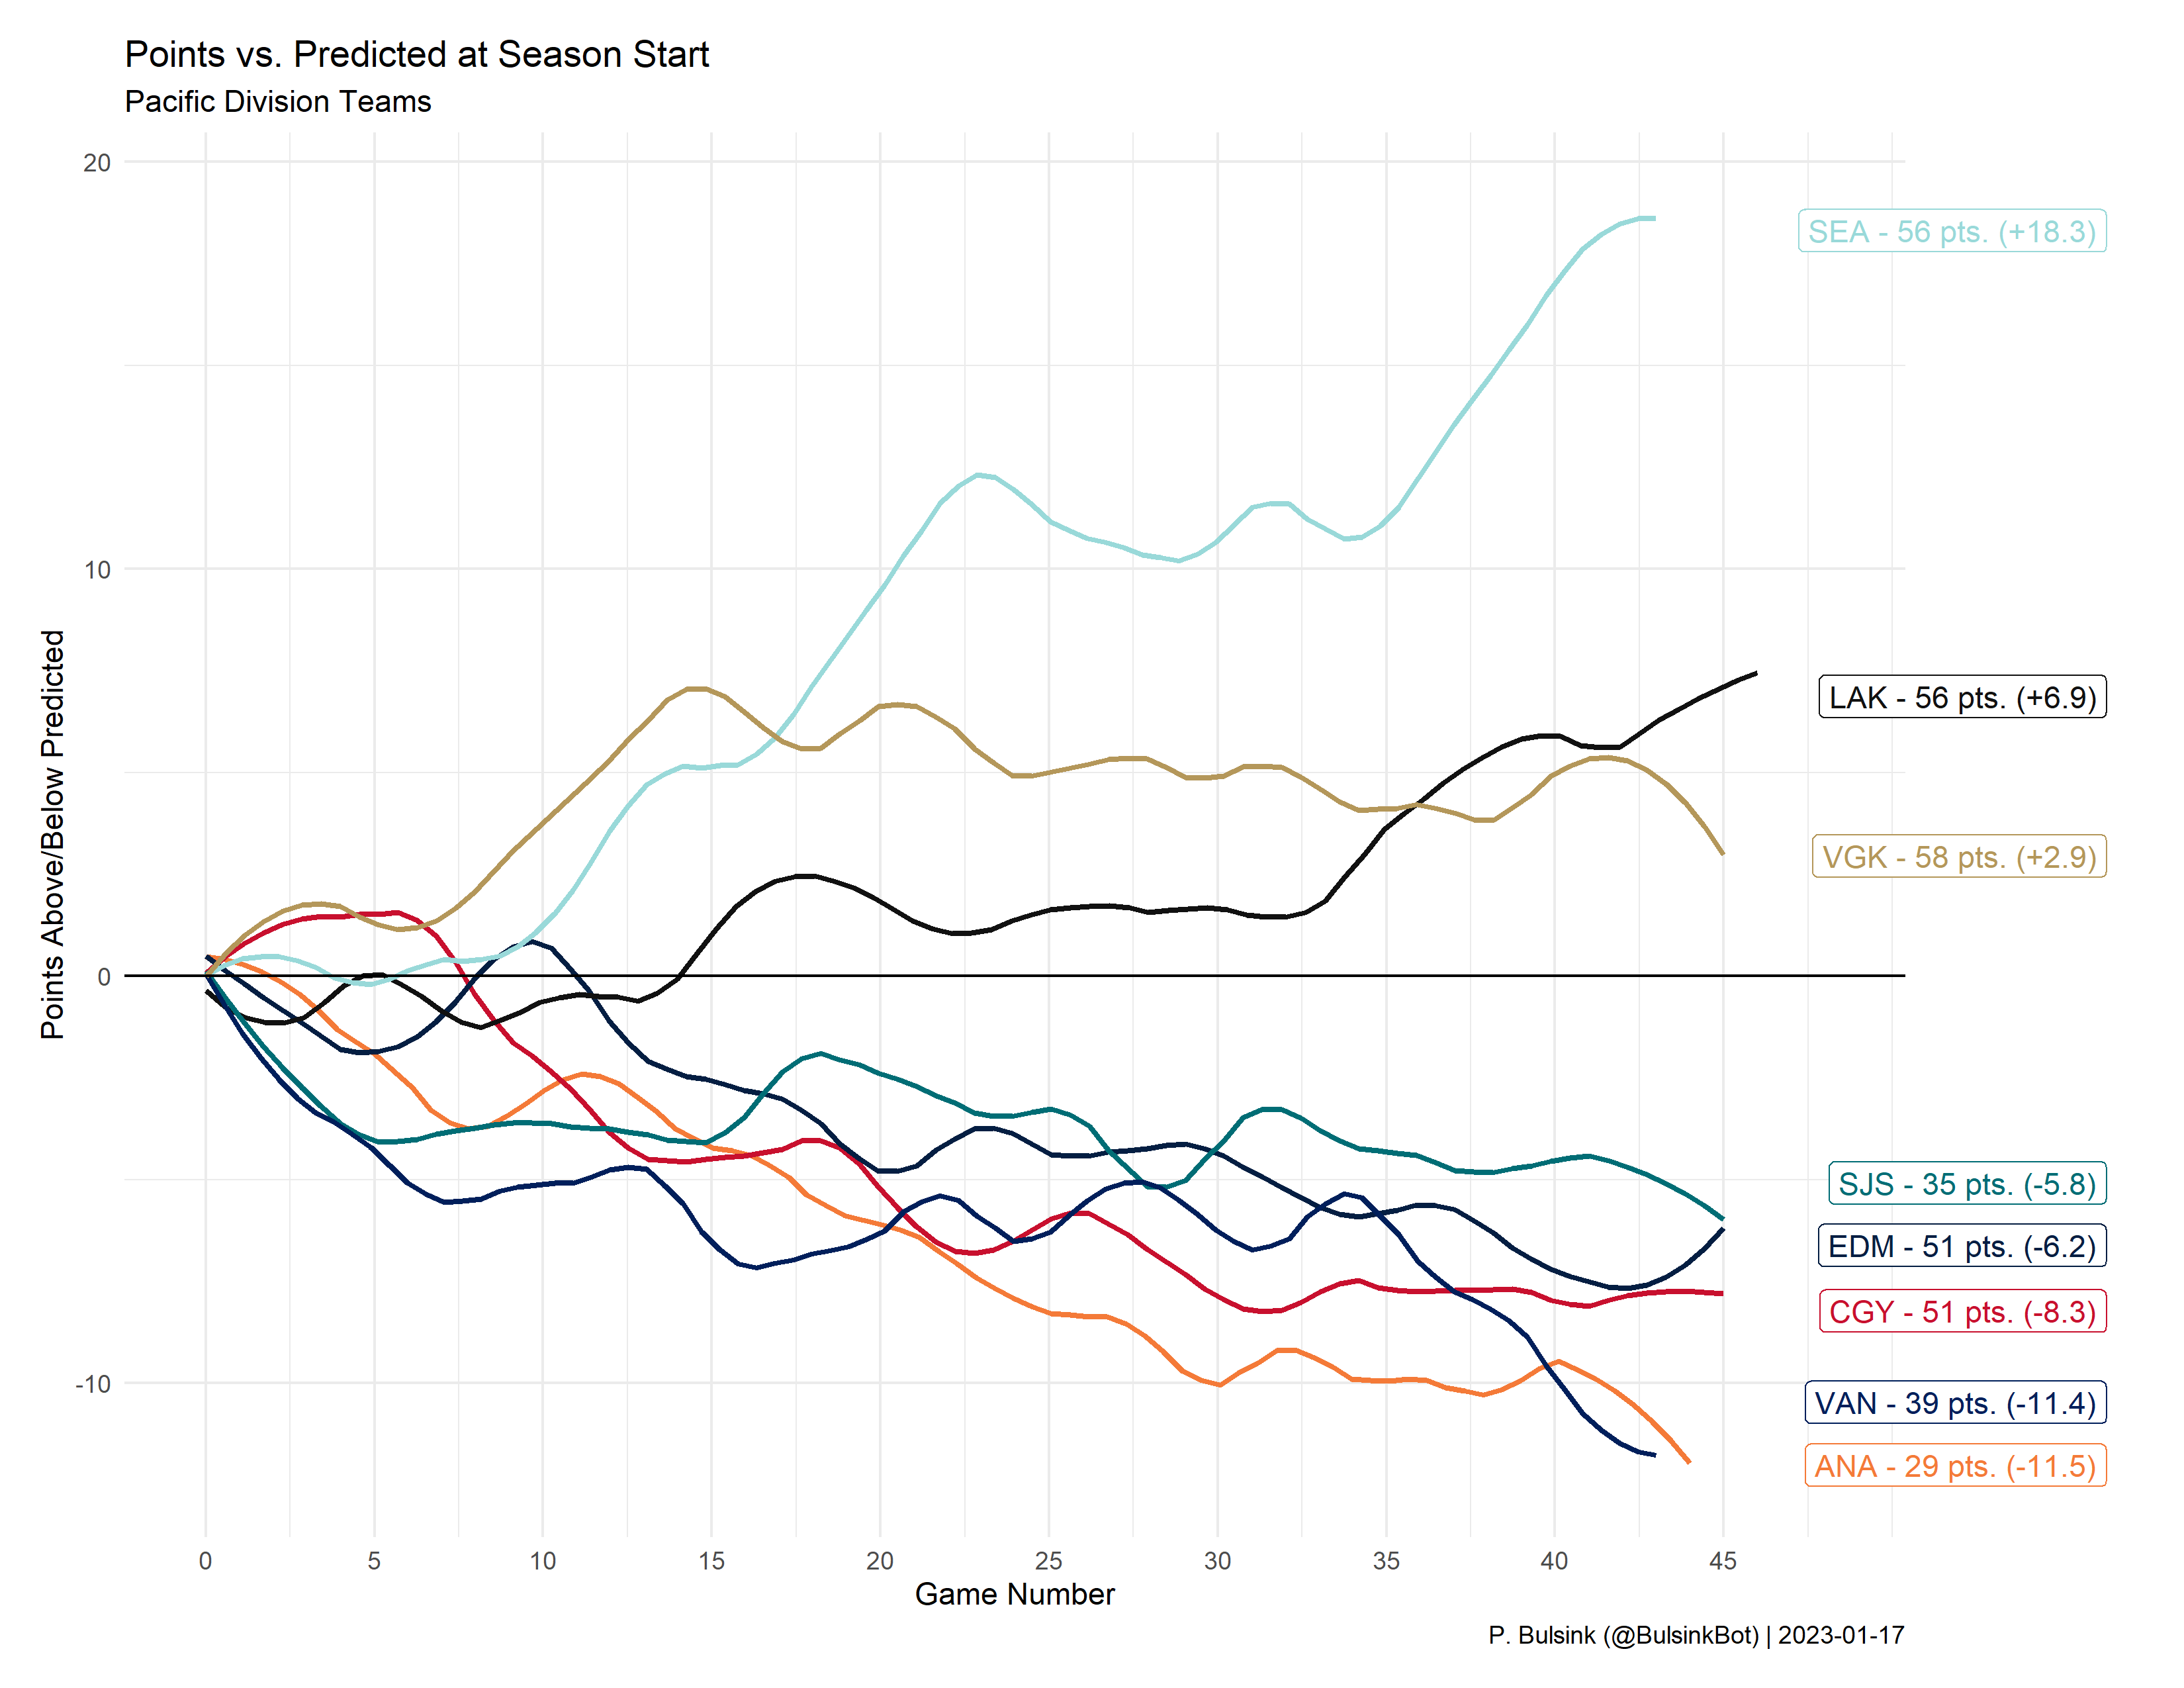 Points vs. Predicted at Season Start
Pacific Division Teams
Points Above/Below Predicted
20
10
0
-10
SEA - 56 pts. (+18.3)
LAK - 56 pts. (+6.9)
VGK - 58 pts. (+2.9)
SJS - 35 pts. (-5.8)
EDM - 51 pts. (-6.2)
CGY - 51 pts. (-8.3)
VAN - 39 pts. (-11.4)
ANA - 29 pts. (-11.5)
0 5 10 15 20 25 30 35 40 45
Game Number
P. Bulsink (@BulsinkBot) | 2023-01-17